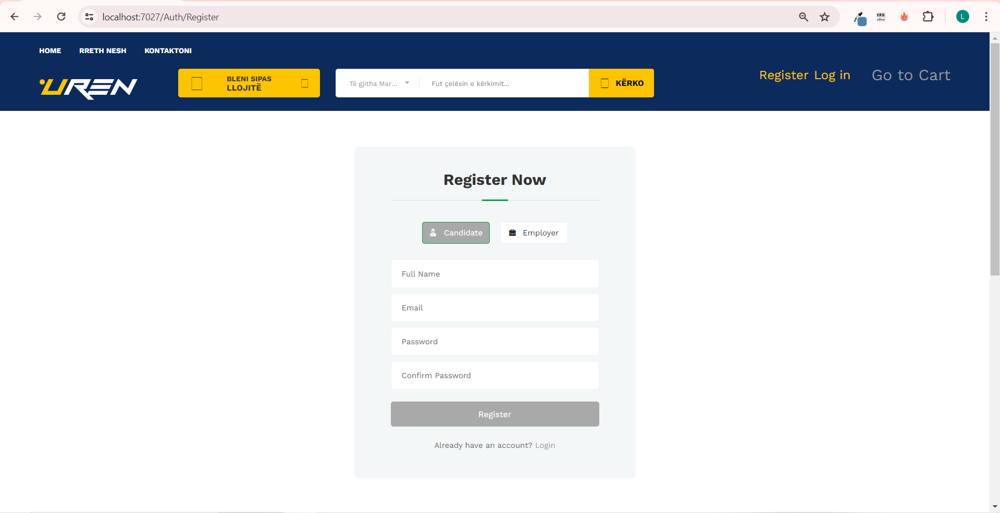 localhost:7027/Auth/Register
L
HOME RRETH NESH KONTAKTONI
UREN
BLENI SIPAS
LLOJITË
Të gjitha Mar...
Fut çelësin e kërkimit...
KËRKO
Register Log in
Go to Cart
Register Now
Candidate
Employer
Full Name
Email
Password
Confirm Password
Register
Already have an account? Login